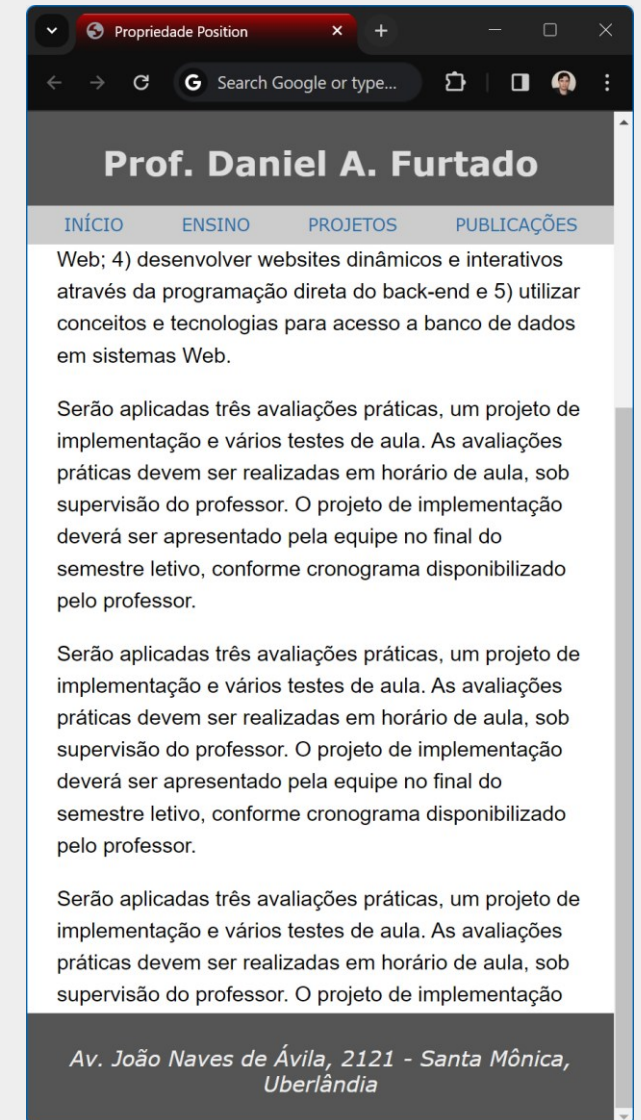 Propriedade Position
Search Google or type...
Prof. Daniel A. Furtado
INÍCIO ENSINO PROJETOS PUBLICAÇÕES
Web; 4) desenvolver websites dinâmicos e interativos
através da programação direta do back-end e 5) utilizar
conceitos e tecnologias para acesso a banco de dados
em sistemas Web.
Serão aplicadas três avaliações práticas, um projeto de
implementação e vários testes de aula. As avaliações
práticas devem ser realizadas em horário de aula, sob
supervisão do professor. O projeto de implementação
deverá ser apresentado pela equipe no final do
semestre letivo, conforme cronograma disponibilizado
pelo professor.
Serão aplicadas três avaliações práticas, um projeto de
implementação e vários testes de aula. As avaliações
práticas devem ser realizadas em horário de aula, sob
supervisão do professor. O projeto de implementação
deverá ser apresentado pela equipe no final do
semestre letivo, conforme cronograma disponibilizado
pelo professor.
Serão aplicadas três avaliações práticas, um projeto de
implementação e vários testes de aula. As avaliações
práticas devem ser realizadas em horário de aula, sob
supervisão do professor. O projeto de implementação
Av. João Naves de Ávila, 2121 - Santa Mônica,
Uberlândia